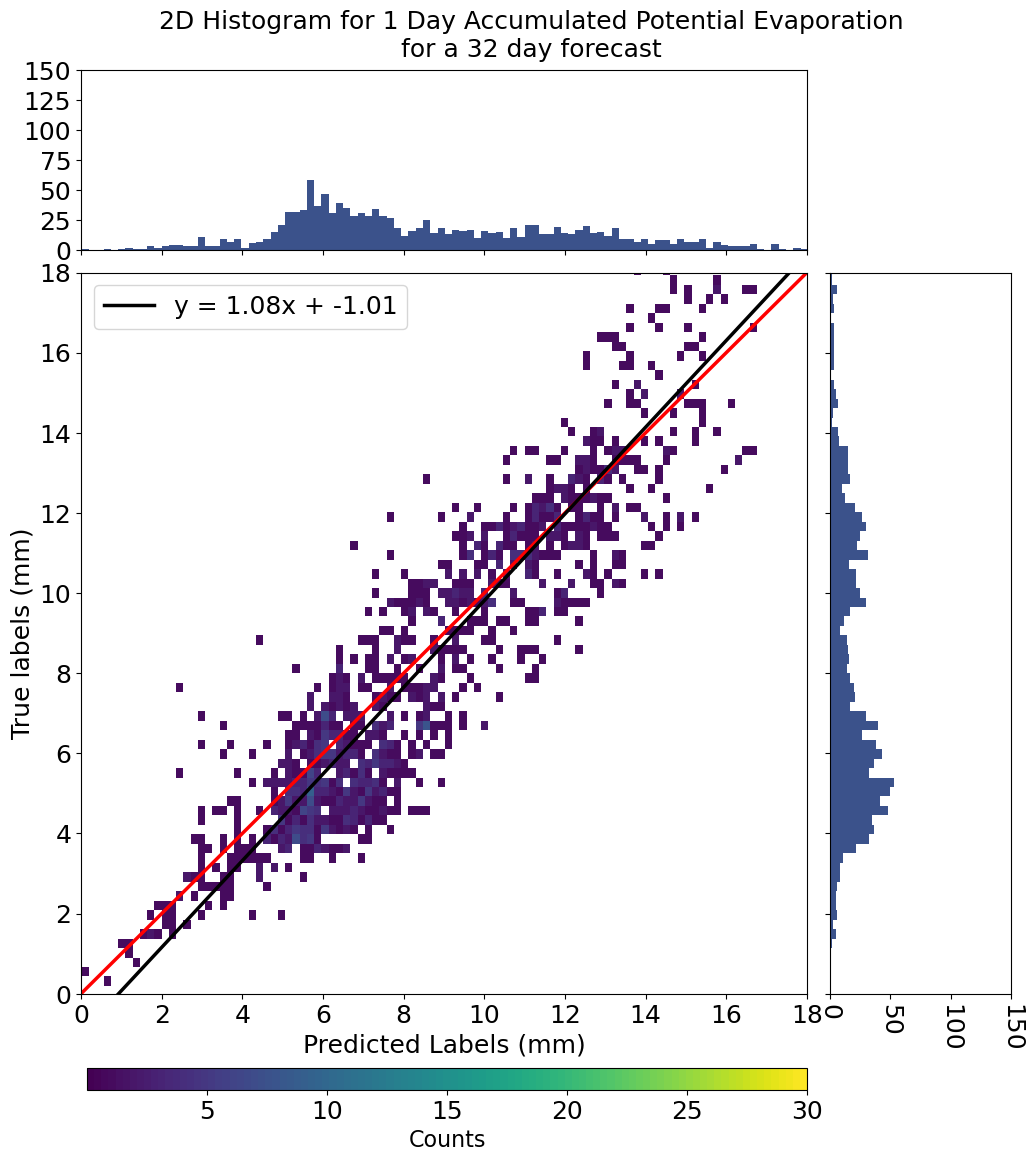 2D Histogram for 1 Day Accumulated Potential Evaporation
for a 32 day forecast
150
125
100
75
50
25
0
18
16
14
12
10
8
6
4
2
0
True labels (mm)
y = 1.08x + -1.01
0 2 4 6 8 10 12 14 16 18
Predicted Labels (mm)
0 50 100 150
5 10 15 20 25 30
Counts